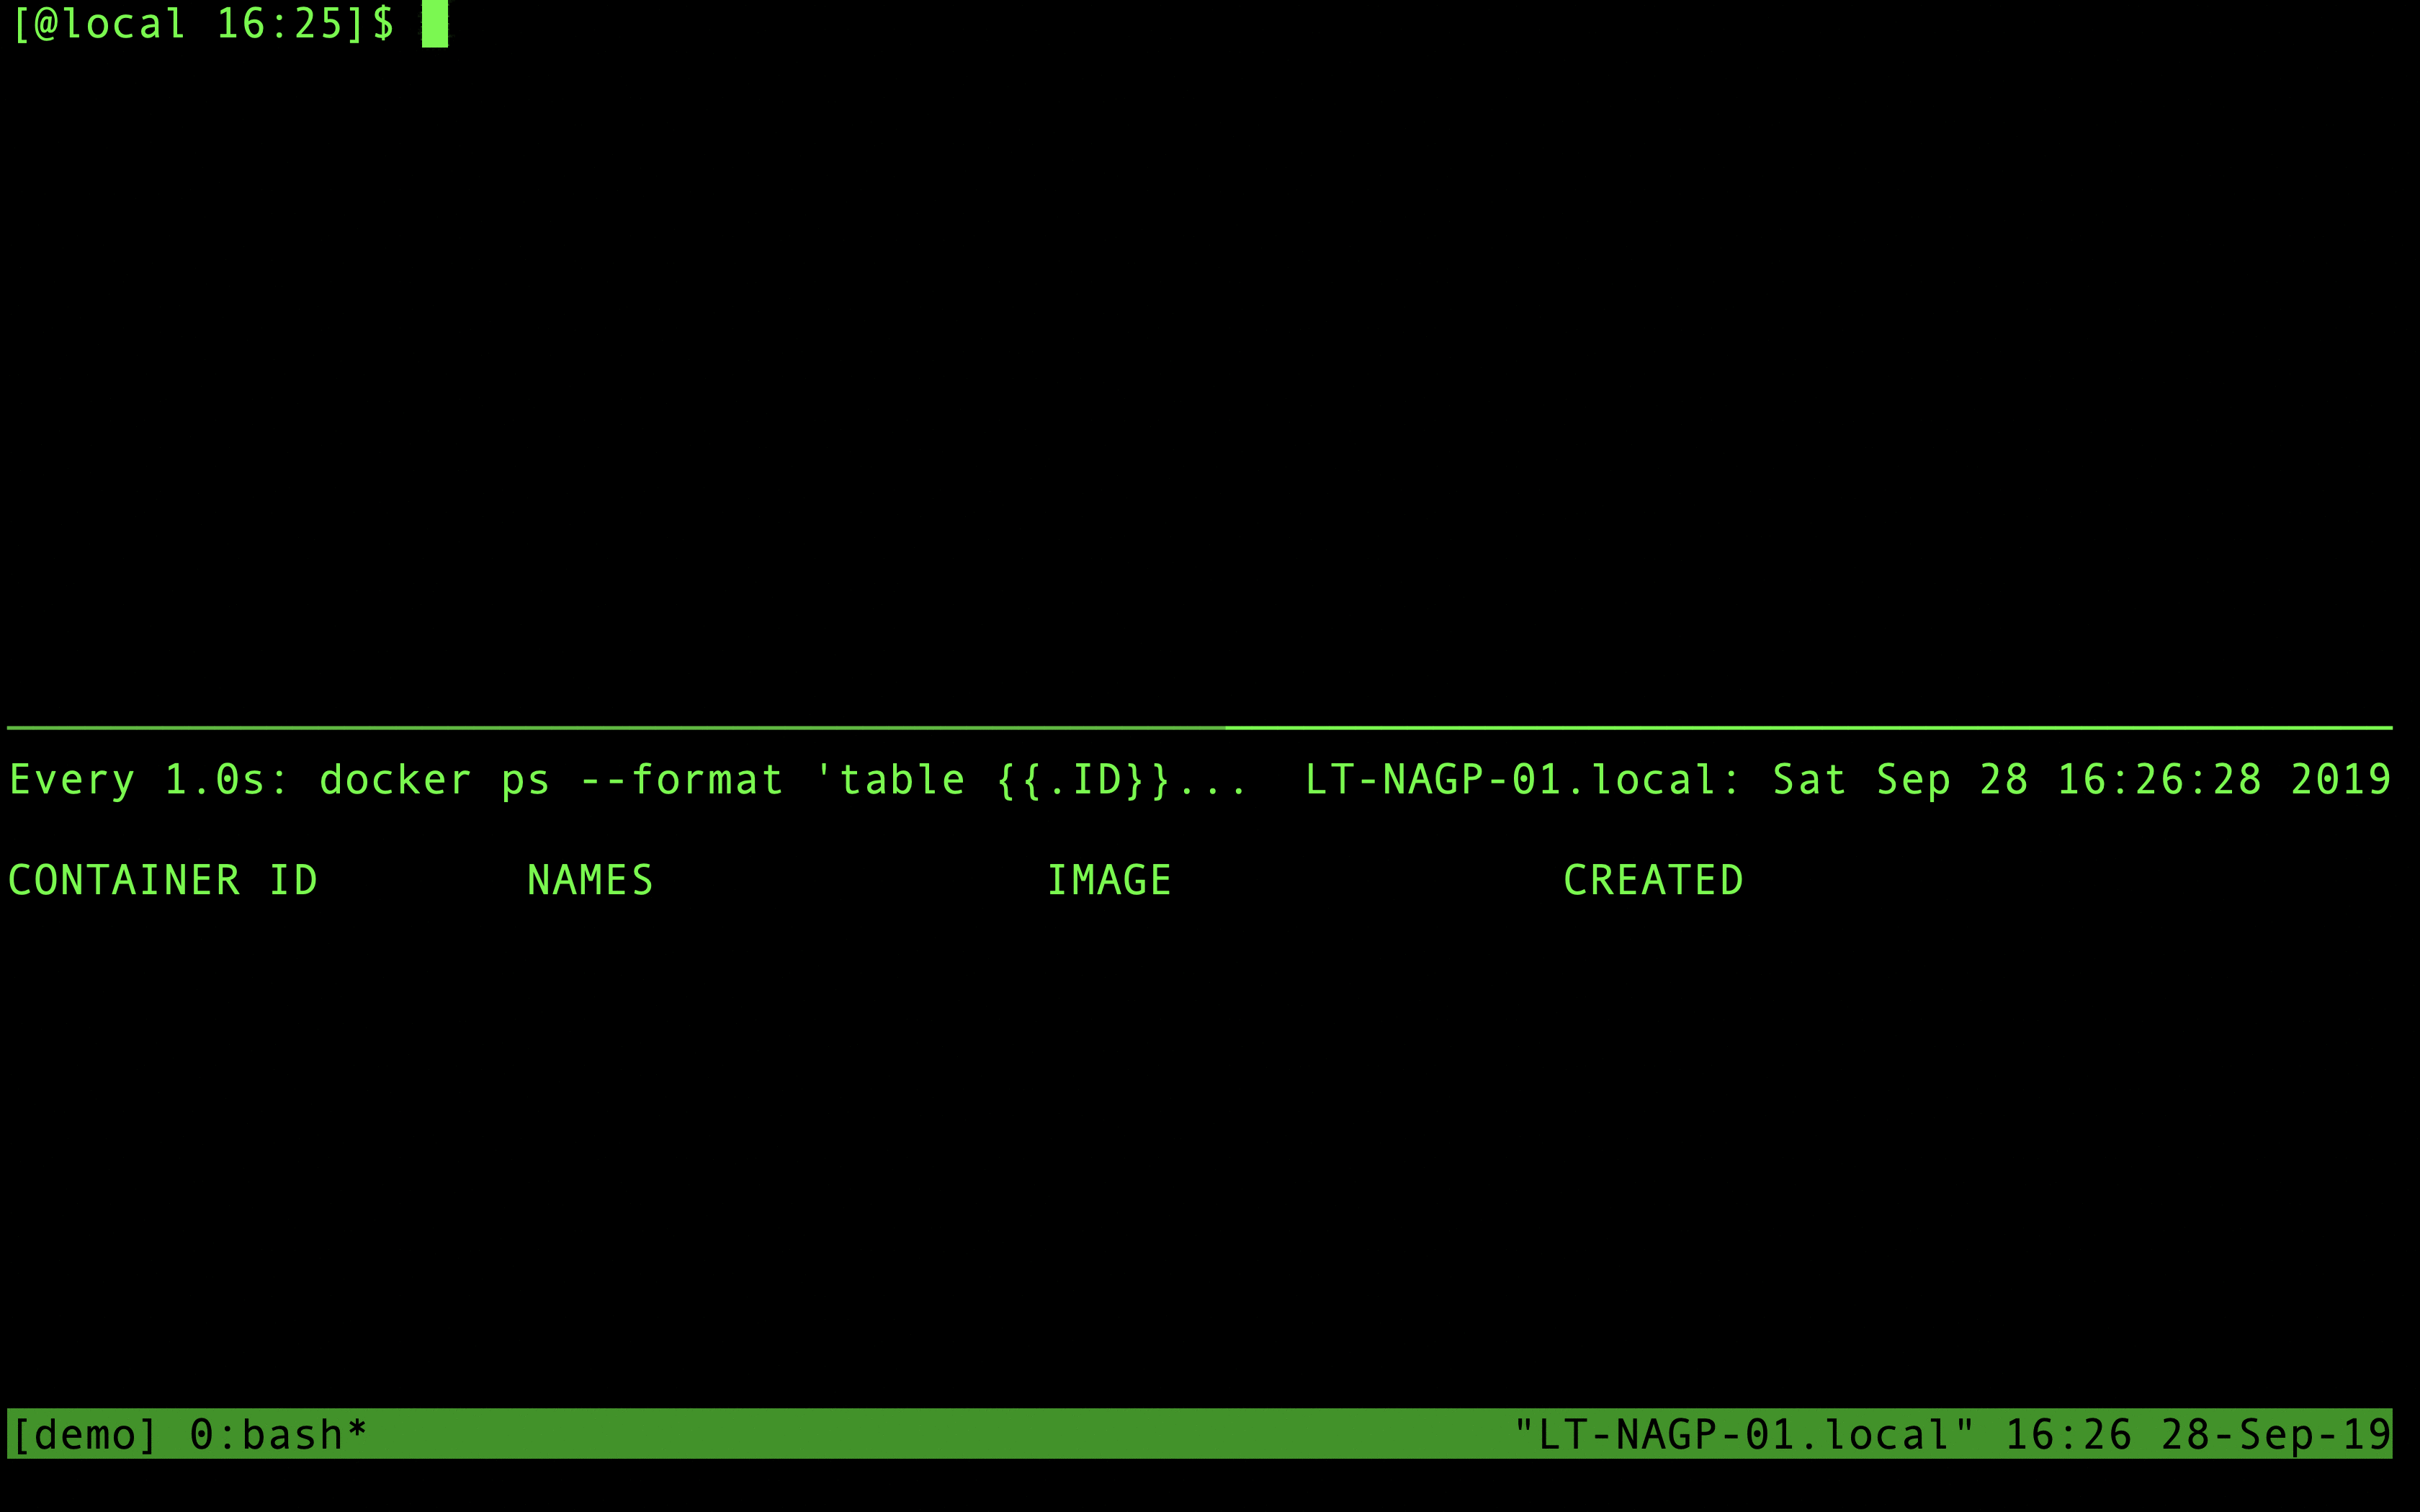 [@local 16:25]$
Every 1.0s: docker ps --format 'table {{.ID}}...  LT-NAGP-01.local: Sat Sep 28 16:26:28 2019
CONTAINER ID        NAMES               IMAGE               CREATED
[demo] 0:bash*                                            "LT-NAGP-01.local" 16:26 28-Sep-19